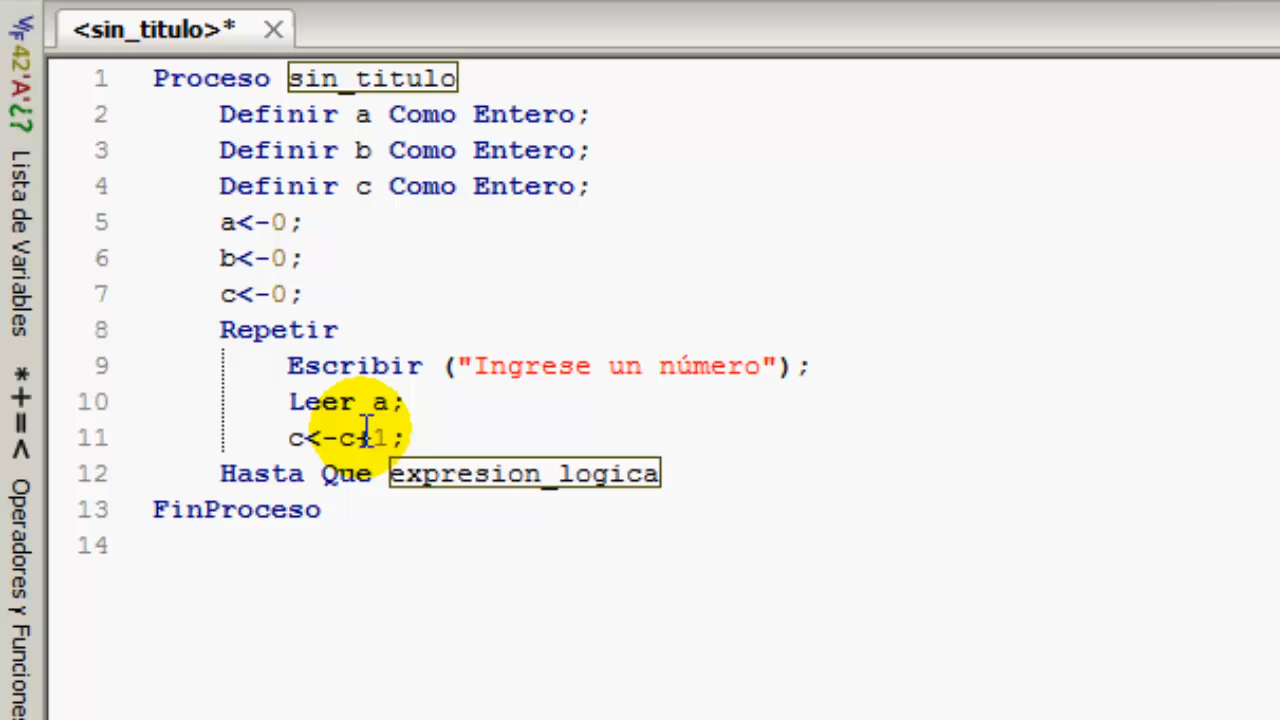 <sin_titulo>*
1 Proceso sin_titulo
2 Definir a Como Entero;
3 Definir b Como Entero;
4 Definir c Como Entero;
5 a<-0;
6 b<-0;
7 c<-0;
8 Repetir
9 Escribir ("Ingrese un número");
10 Leer a;
11 c<-c+1;
12 Hasta Que expresion_logica
13 FinProceso
14
42'A'¿?
Lista de Variables
*+=<
Operadores y Funciones